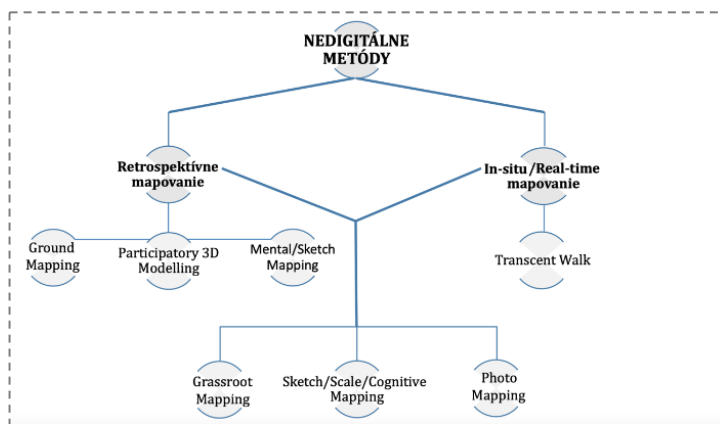 NEDIGITÁLNE
METÓDY
Retrospektívne
mapovanie
In-situ/Real-time
mapovanie
Ground
Mapping
Participatory 3D
Modelling
Mental/Sketch
Mapping
Transcent Walk
Grassroot
Mapping
Sketch/Scale/Cognitive
Mapping
Photo
Mapping